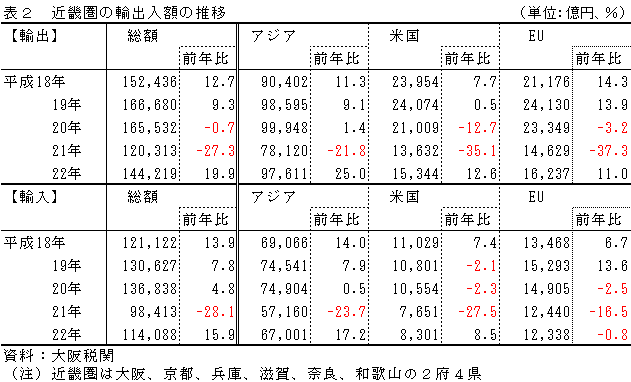 表２　近畿圏の輸出入額の推移　（単位：億円、％）
【輸出】　総額　アジア　米国　EU
前年比　前年比　前年比　前年比
平成18年　152,436　12.7　90,402　11.3　23,954　7.7　21,176　14.3
19年　166,680　9.3　98,595　9.1　24,074　0.5　24,130　13.9
20年　165,532　-0.7　99,948　1.4　21,009　-12.7　23,349　-3.2
21年　120,313　-27.3　78,120　-21.8　13,632　-35.1　14,629　-37.3
22年　144,219　19.9　97,611　25.0　15,344　12.6　16,237　11.0
【輸入】　総額　アジア　米国　EU
前年比　前年比　前年比　前年比
平成18年　121,122　13.9　69,066　14.0　11,029　7.4　13,468　6.7
19年　130,627　7.8　74,541　7.9　10,801　-2.1　15,293　13.6
20年　136,838　4.8　74,904　0.5　10,554　-2.3　14,905　-2.5
21年　98,413　-28.1　57,160　-23.7　7,651　-27.5　12,440　-16.5
22年　114,088　15.9　67,001　17.2　8,301　8.5　12,338　-0.8
資料：大阪税関
（注）近畿圏は大阪、京都、兵庫、滋賀、奈良、和歌山の２府４県